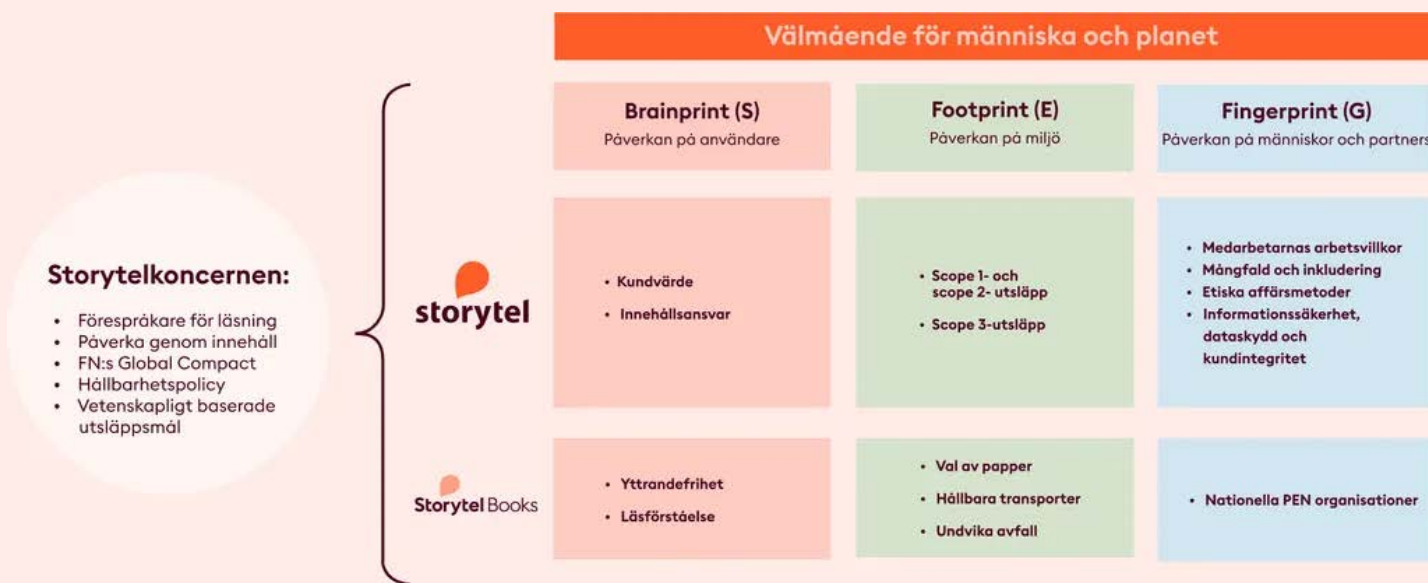 Välmående för människa och planet
Brainprint (S)
Påverkan på användare
Footprint (E)
Påverkan på miljö
Fingerprint (G)
Påverkan på människor och partners
Storytelkoncernen:
• Förespråkare för läsning
• Påverka genom innehåll
• FN:s Global Compact
• Hållbarhetspolicy
• Vetenskapligt baserade
utsläppsmål
storytel
• Kundvärde
• Innehållsansvar
• Scope 1- och
scope 2- utsläpp
• Scope 3-utsläpp
• Medarbetarnas arbetsvillkor
• Mångfald och inkludering
• Etiska affärsmetoder
• Informationssäkerhet,
dataskydd och
kundintegritet
Storytel Books
• Yttrandefrihet
• Läsförståelse
• Val av papper
• Hållbara transporter
• Undvika avfall
• Nationella PEN organisationer